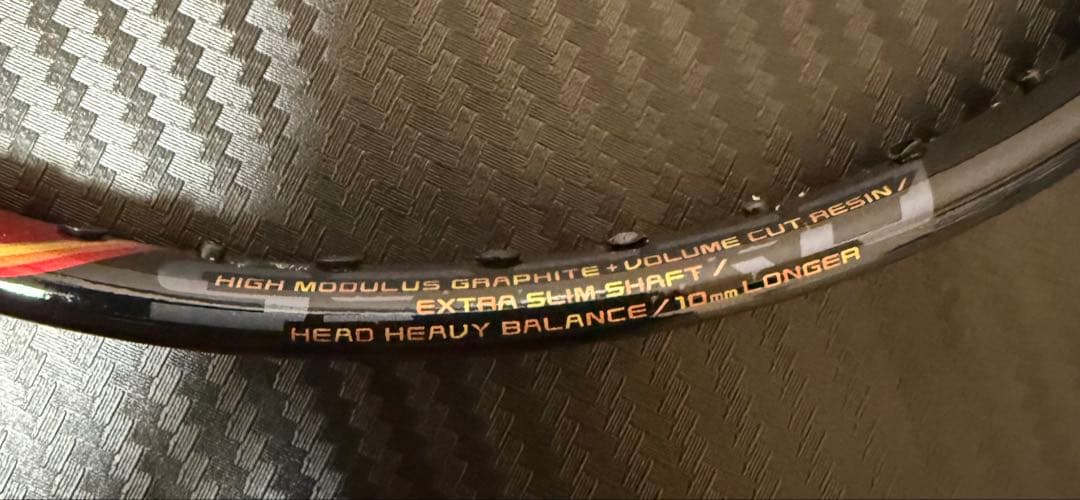 HIGH MODULUS GRAPHITE + VOLUME CUT RESIN /
EXTRA SLIM SHAFT /
HEAD HEAVY BALANCE / 10mm LONGER